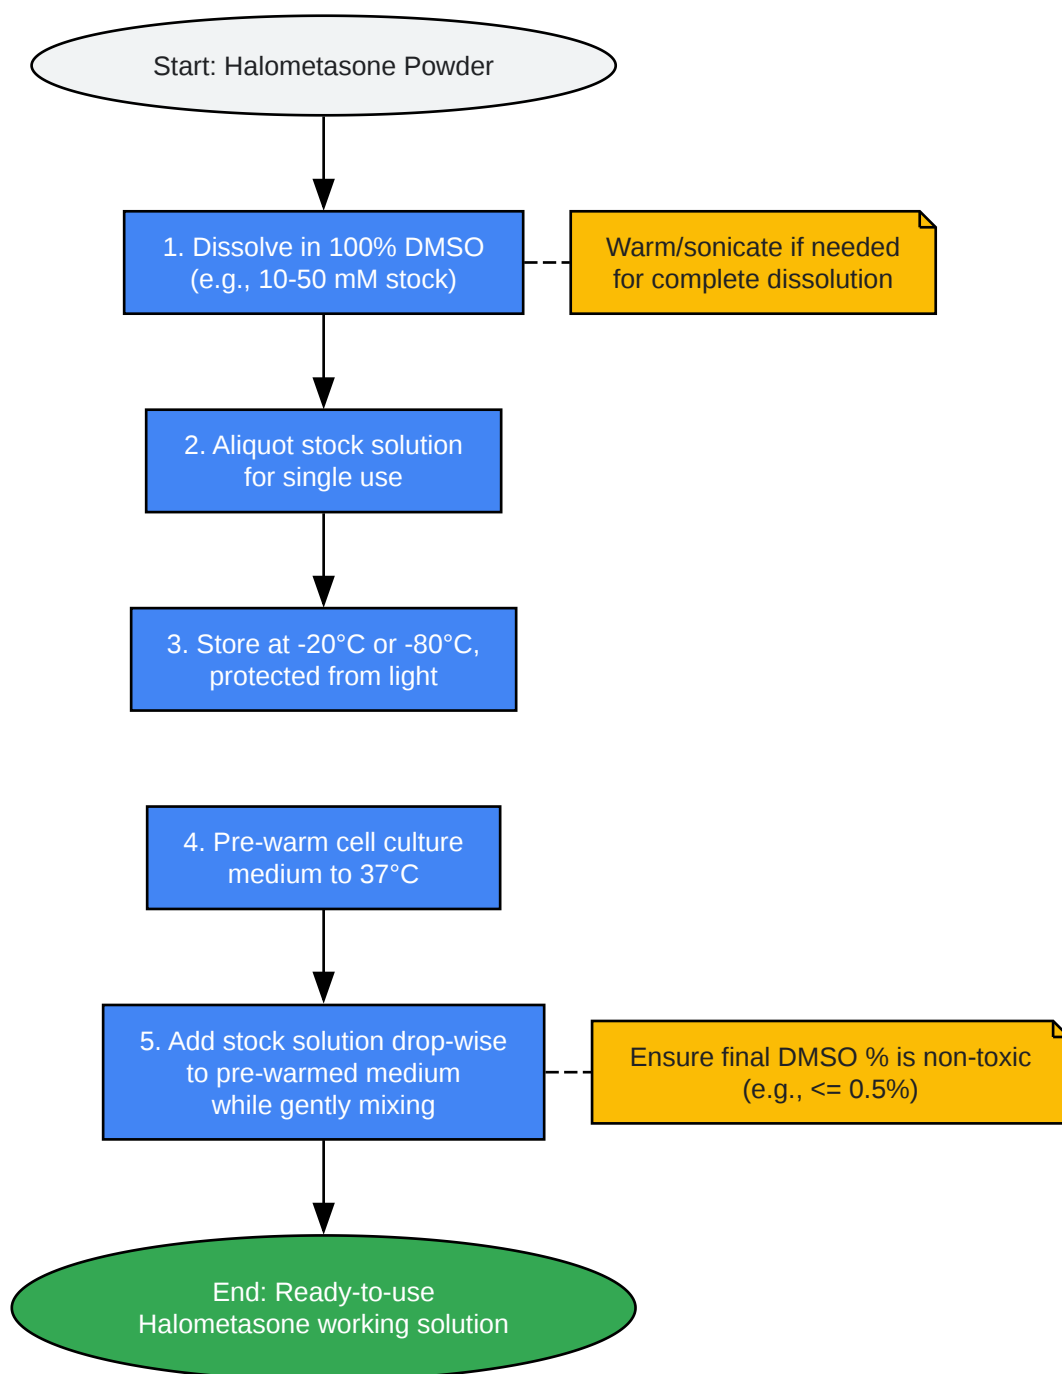 Start: Halometasone Powder
1. Dissolve in 100% DMSO
(e.g., 10-50 mM stock)
Warm/sonicate if needed
for complete dissolution
2. Aliquot stock solution
for single use
3. Store at -20°C or -80°C,
protected from light
4. Pre-warm cell culture
medium to 37°C
5. Add stock solution drop-wise
to pre-warmed medium
while gently mixing
Ensure final DMSO % is non-toxic
(e.g., <= 0.5%)
End: Ready-to-use
Halometasone working solution